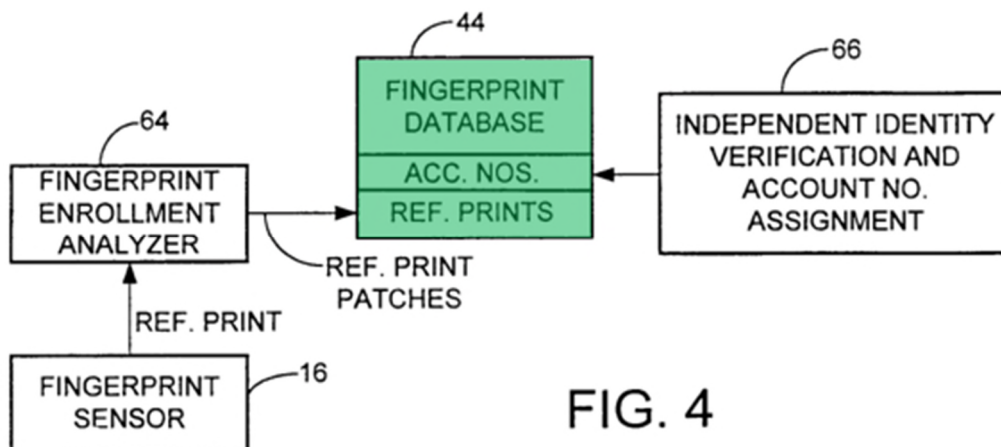 44
66
64
FINGERPRINT
DATABASE
ACC. NOS.
REF. PRINTS
INDEPENDENT IDENTITY
VERIFICATION AND
ACCOUNT NO.
ASSIGNMENT
FINGERPRINT
ENROLLMENT
ANALYZER
REF. PRINT
PATCHES
REF. PRINT
FINGERPRINT
SENSOR
16
FIG. 4